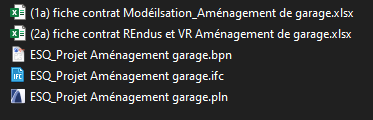 (1a) fiche contrat Modéilsation_Aménagement de garage.xlsx
(2a) fiche contrat REndus et VR Aménagement de garage.xlsx
ESQ_Projet Aménagement garage.bpn
IFC ESQ_Projet Aménagement garage.ifc
ESQ_Projet Aménagement garage.pln